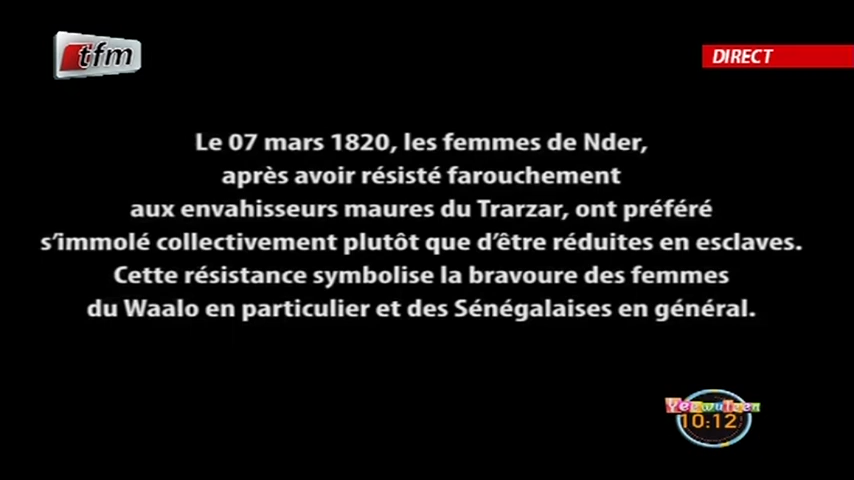 tfm
DIRECT
Le 07 mars 1820, les femmes de Nder,
après avoir résisté farouchement
aux envahisseurs maures du Trarzar, ont préféré
s'immolé collectivement plutôt que d'être réduites en esclaves.
Cette résistance symbolise la bravoure des femmes
du Waalo en particulier et des Sénégalaises en général.
Yeewu Leen
10:12